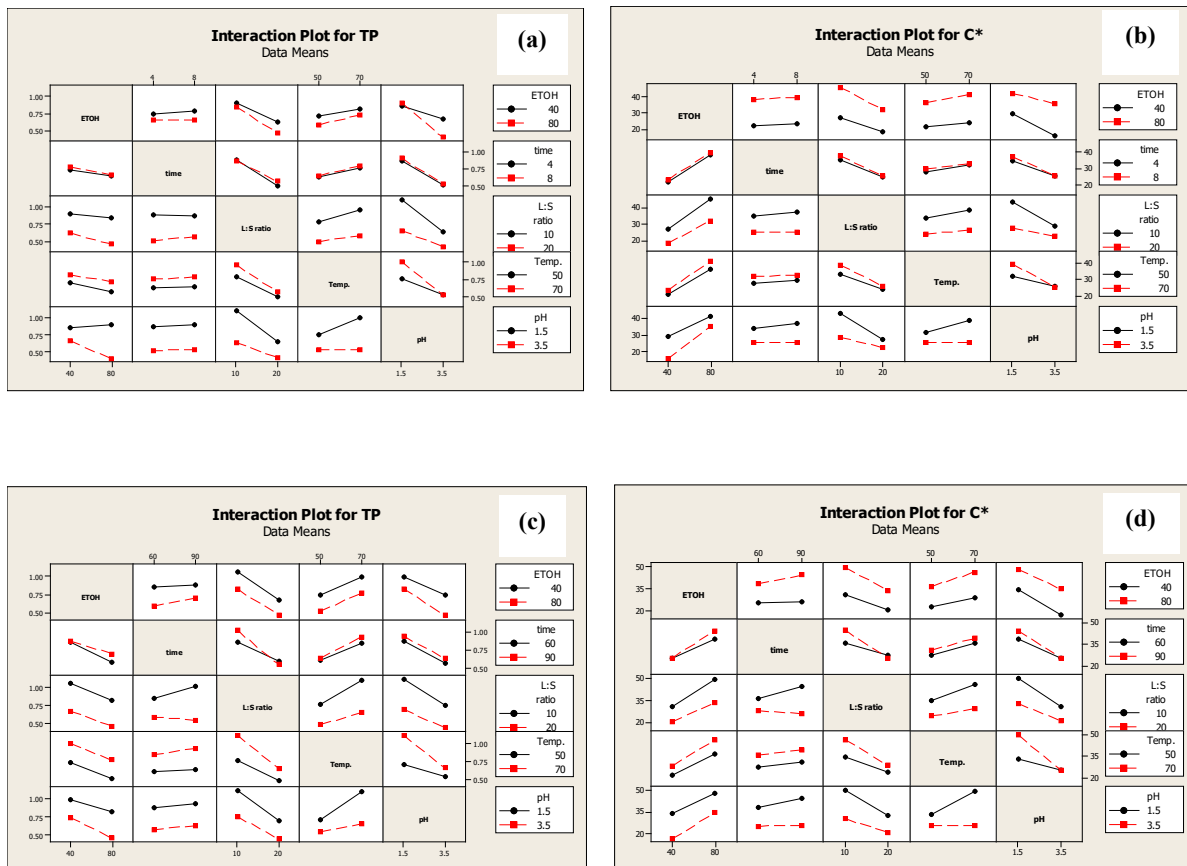 Interaction Plot for TP
Data Means
(a)
4 8 50 70
1.00
0.75
0.50
ETOH
time
1.00
0.75
0.50
1.00
0.75
0.50
L:S ratio
Temp.
1.00
0.75
0.50
1.00
0.75
0.50
pH
40 80 10 20 1.5 3.5
ETOH
40
80
time
4
8
L:S
ratio
10
20
Temp.
50
70
pH
1.5
3.5
Interaction Plot for C*
Data Means
(b)
4 8 50 70
40
30
20
ETOH
time
40
30
20
40
30
20
L:S ratio
Temp.
40
30
20
40
30
20
pH
40 80 10 20 1.5 3.5
ETOH
40
80
time
4
8
L:S
ratio
10
20
Temp.
50
70
pH
1.5
3.5
Interaction Plot for TP
Data Means
(c)
60 90 50 70
1.00
0.75
0.50
ETOH
time
1.00
0.75
0.50
1.00
0.75
0.50
L:S ratio
Temp.
1.00
0.75
0.50
1.00
0.75
0.50
pH
40 80 10 20 1.5 3.5
ETOH
40
80
time
60
90
L:S
ratio
10
20
Temp.
50
70
pH
1.5
3.5
Interaction Plot for C*
Data Means
(d)
60 90 50 70
50
35
20
ETOH
time
50
35
20
50
35
20
L:S ratio
Temp.
50
35
20
50
35
20
pH
40 80 10 20 1.5 3.5
ETOH
40
80
time
60
90
L:S
ratio
10
20
Temp.
50
70
pH
1.5
3.5